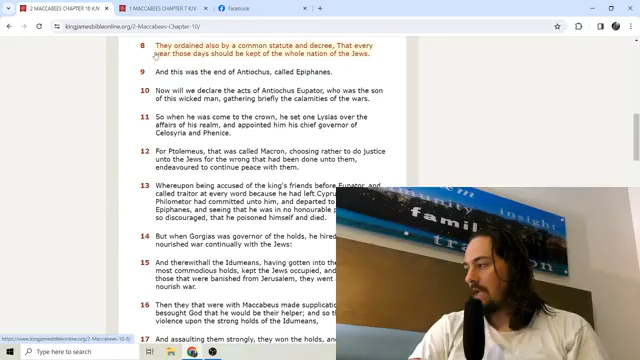 2 MACCABEES CHAPTER 10 KJV
1 MACCABEES CHAPTER 7 KJV
Facebook
kingjamesbibleonline.org/2-Maccabees-Chapter-10/
8 They ordained also by a common statute and decree, That every
year those days should be kept of the whole nation of the Jews.
9 And this was the end of Antiochus, called Epiphanes.
10 Now will we declare the acts of Antiochus Eupator, who was the son
of this wicked man, gathering briefly the calamities of the wars.
11 So when he was come to the crown, he set one Lysias over the
affairs of his realm, and appointed him his chief governor of
Celosyria and Phenice.
12 For Ptolemeus, that was called Macron, choosing rather to do justice
unto the Jews for the wrong that had been done unto them,
endeavoured to continue peace with them.
13 Whereupon being accused of the king's friends before Eupator, and
called traitor at every word because he had left
Philometor had committed unto him, and departed to
Epiphanes, and seeing that he was in no honourable
so discouraged, that he poisoned himself and died.
14 But when Gorgias was governor of the holds, he hired
nourished war continually with the Jews:
15 And therewithall the Idumeans, having gotten into the
most commodious holds, kept the Jews occupied, and
those that were banished from Jerusalem, they went
nourish war.
16 Then they that were with Maccabeus made supplication
besought God that he would be their helper; and so
violence upon the strong holds of the Idumeans,
17 And assaulting them strongly, they won the holds, and
insight
family
https://www.kingjamesbibleonline.org/2-Maccabees-10-8/
Type here to search